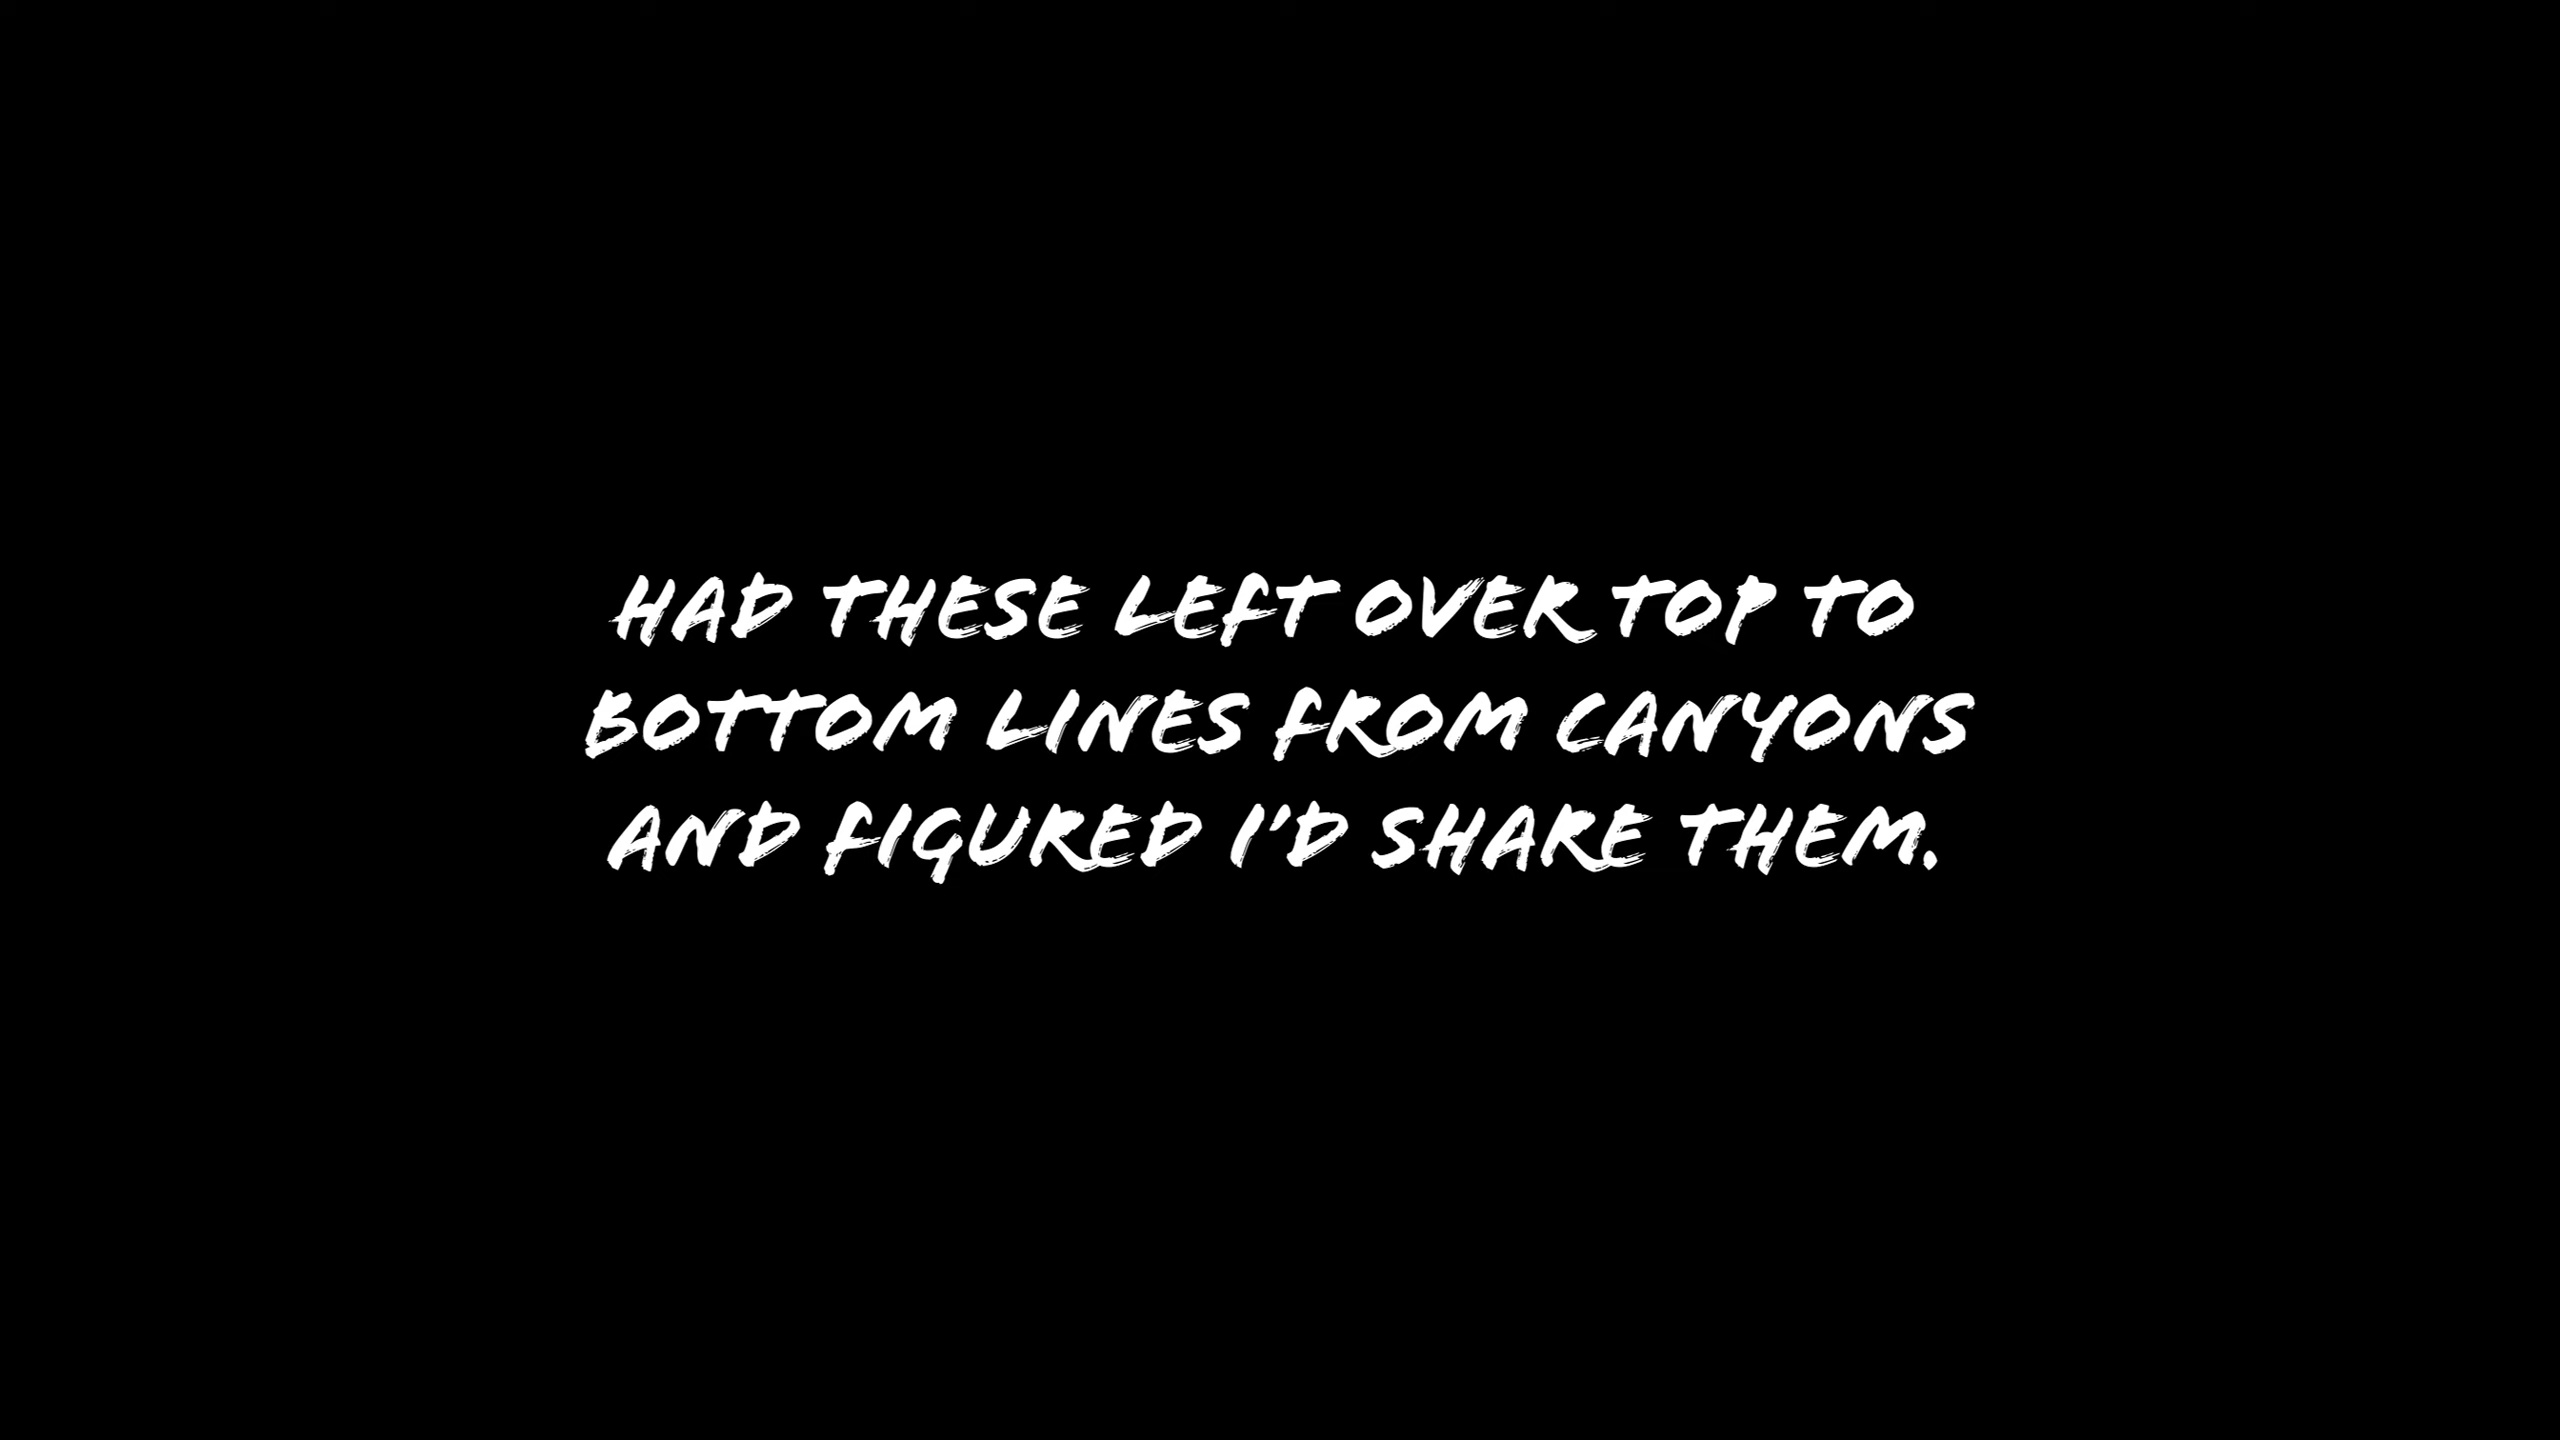 HAD THESE LEFT OVER TOP TO
BOTTOM LINES FROM CANYONS
AND FIGURED I'D SHARE THEM.